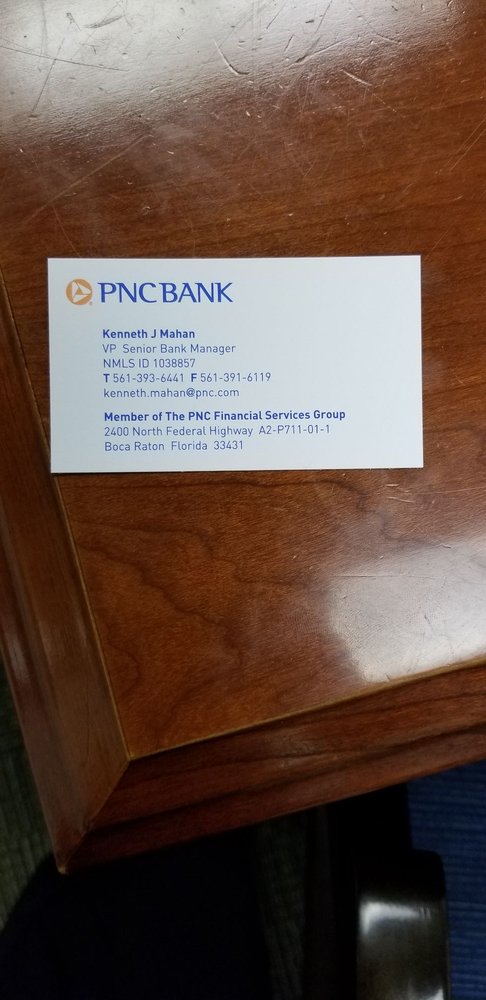 PNCBANK
Kenneth J Mahan
VP Senior Bank Manager
NMLS ID 1038857
T 561-393-6441 F 561-391-6119
kenneth.mahan@pnc.com
Member of The PNC Financial Services Group
2400 North Federal Highway A2-P711-01-1
Boca Raton Florida 33431